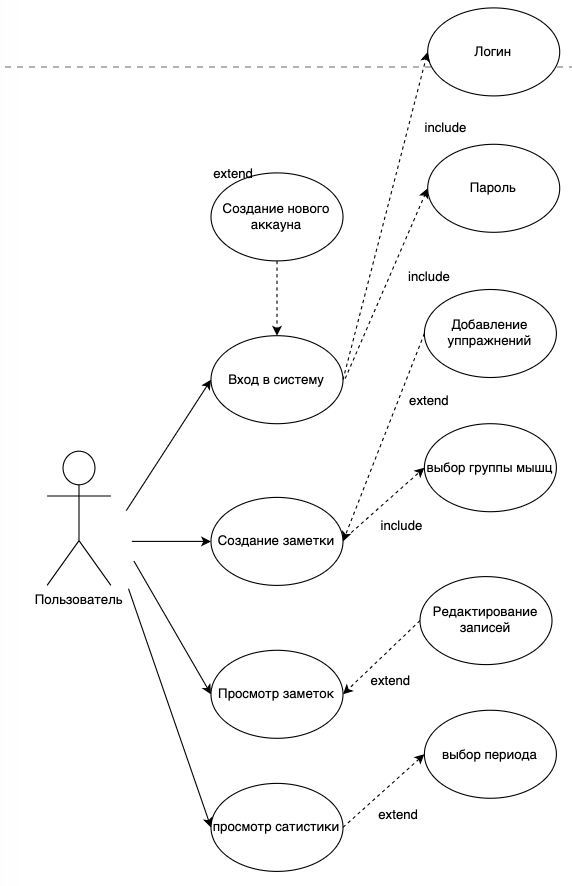 Логин
include
extend
Создание нового
аккауна
Пароль
include
Добавление
уппражнений
Вход в систему
extend
выбор группы мышц
include
Создание заметки
Пользователь
Редактирование
записей
extend
Просмотр заметок
выбор периода
extend
просмотр сатистики